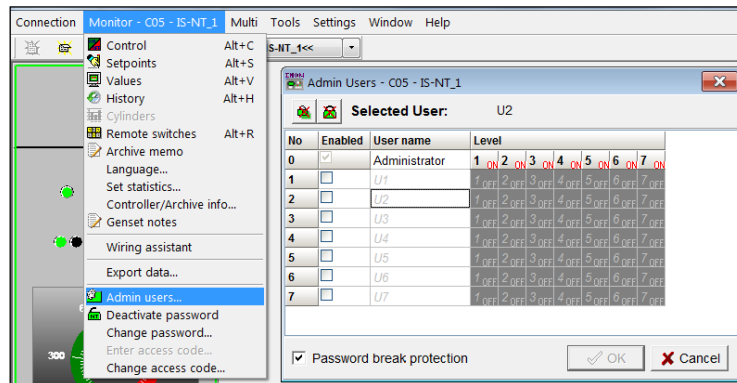 Connection Monitor - C05 - IS-NT_1 Multi Tools Settings Window Help
IS-NT_1<<
Control Alt+C
Setpoints Alt+S
Values Alt+V
History Alt+H
Cylinders
Remote switches Alt+R
Archive memo
Language...
Set statistics...
Controller/Archive info...
Genset notes
Wiring assistant
Export data...
Admin users...
Deactivate password
Change password...
Enter access code...
Change access code...
300
Admin Users - C05 - IS-NT_1
Selected User: U2
No Enabled User name Level
0 Administrator 1 ON 2 ON 3 ON 4 ON 5 ON 6 ON 7 ON
1 U1 1 OFF 2 OFF 3 OFF 4 OFF 5 OFF 6 OFF 7 OFF
2 U2 1 OFF 2 OFF 3 OFF 4 OFF 5 OFF 6 OFF 7 OFF
3 U3 1 OFF 2 OFF 3 OFF 4 OFF 5 OFF 6 OFF 7 OFF
4 U4 1 OFF 2 OFF 3 OFF 4 OFF 5 OFF 6 OFF 7 OFF
5 U5 1 OFF 2 OFF 3 OFF 4 OFF 5 OFF 6 OFF 7 OFF
6 U6 1 OFF 2 OFF 3 OFF 4 OFF 5 OFF 6 OFF 7 OFF
7 U7 1 OFF 2 OFF 3 OFF 4 OFF 5 OFF 6 OFF 7 OFF
Password break protection OK Cancel